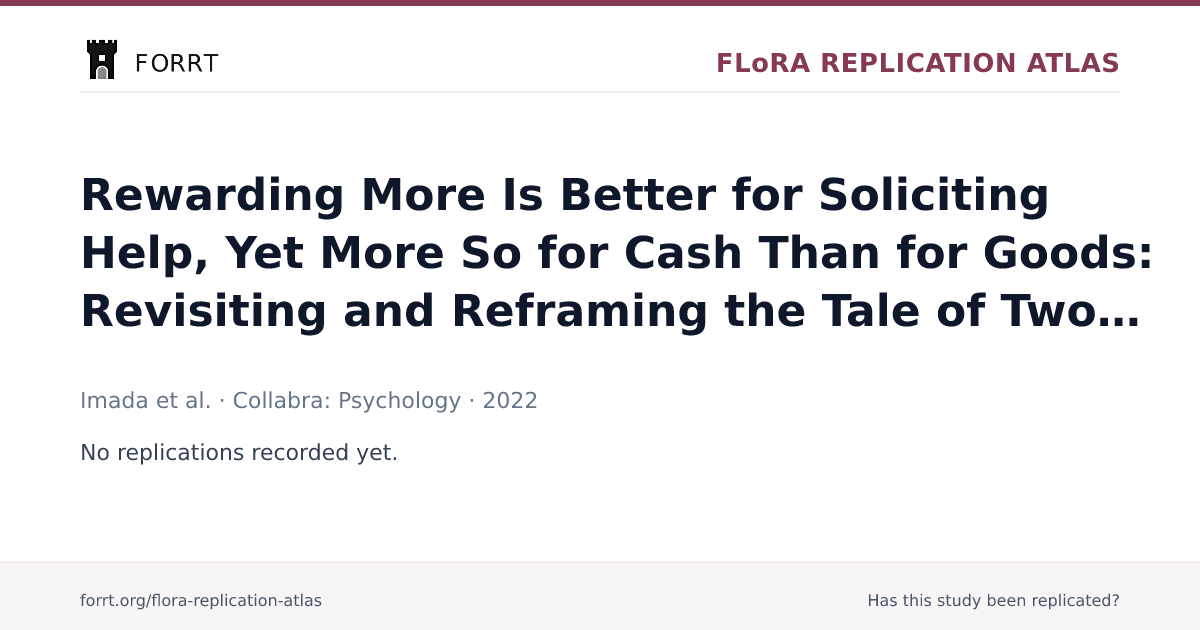 FORRT
FLoRA REPLICATION ATLAS
Rewarding More Is Better for Soliciting
Help, Yet More So for Cash Than for Goods:
Revisiting and Reframing the Tale of Two…
Imada et al. · Collabra: Psychology · 2022
No replications recorded yet.
forrt.org/flora-replication-atlas
Has this study been replicated?